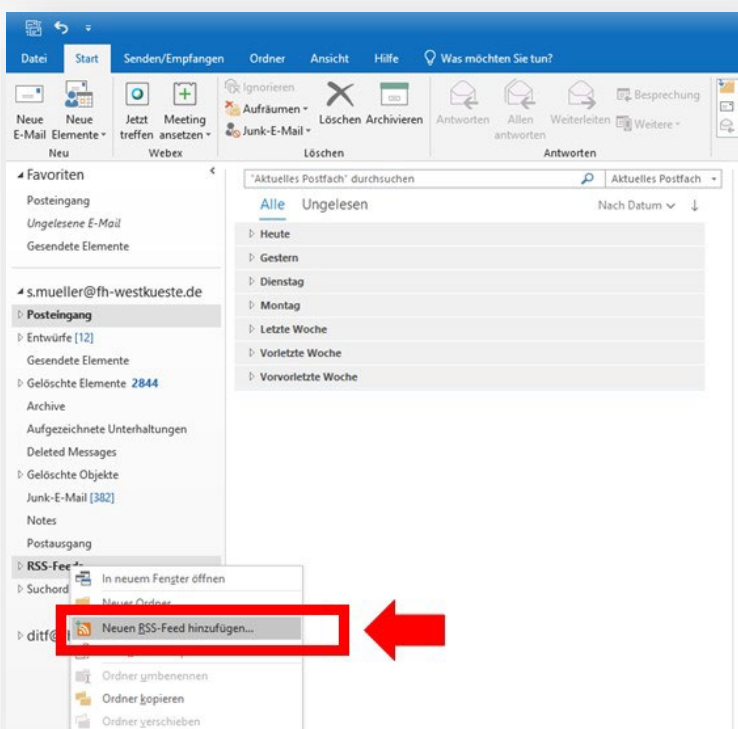 Datei Start Senden/Empfangen Ordner Ansicht Hilfe Was möchten Sie tun?
Neue E-Mail
Neue Elemente
Neu
Jetzt treffen
Meeting ansetzen
Webex
Ignorieren
Aufräumen
Junk-E-Mail
Löschen
Archivieren
Löschen
Antworten
Allen antworten
Weiterleiten
Besprechung
Weitere
Antworten
Favoriten
Posteingang
Ungelesene E-Mail
Gesendete Elemente
s.mueller@fh-westkueste.de
Posteingang
Entwürfe [12]
Gesendete Elemente
Gelöschte Elemente 2844
Archive
Aufgezeichnete Unterhaltungen
Deleted Messages
Gelöschte Objekte
Junk-E-Mail [382]
Notes
Postausgang
RSS-Feeds
Suchord
ditf@
"Aktuelles Postfach" durchsuchen Aktuelles Postfach
Alle Ungelesen Nach Datum
Heute
Gestern
Dienstag
Montag
Letzte Woche
Vorletzte Woche
Vorvorletzte Woche
In neuem Fenster öffnen
Neuer Ordner
Neuen RSS-Feed hinzufügen...
Ordner umbenennen
Ordner kopieren
Ordner verschieben